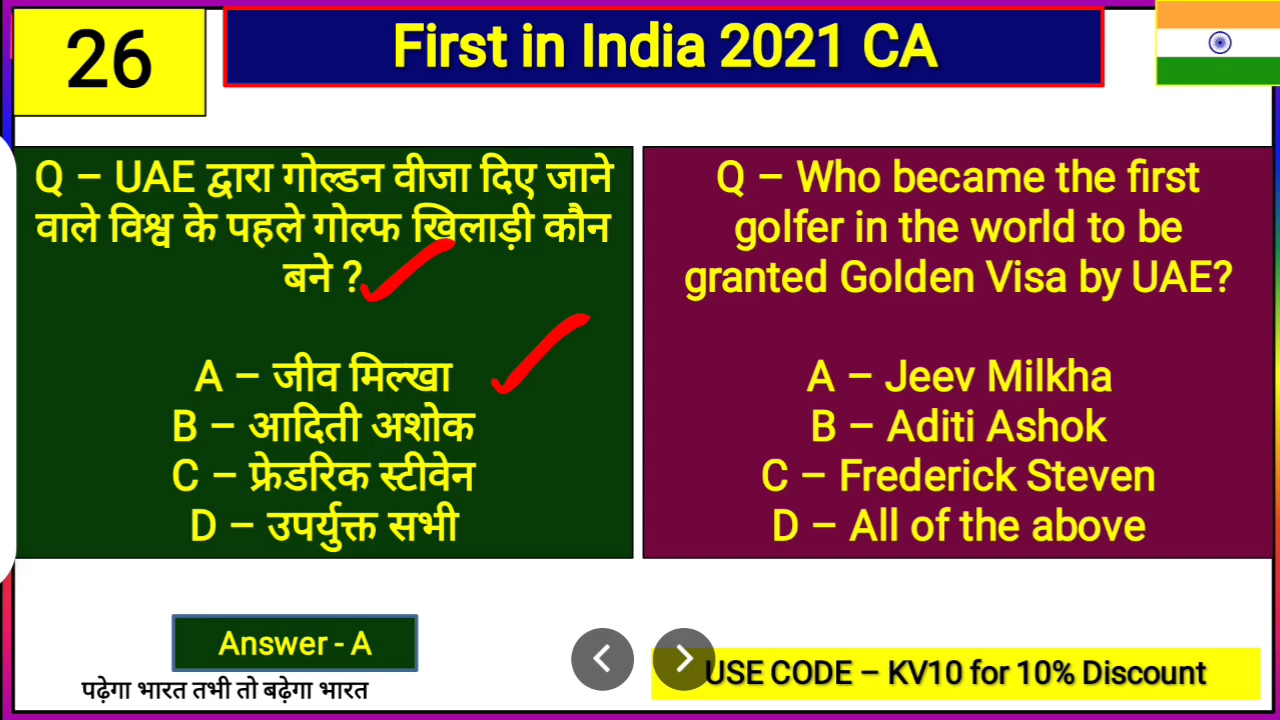 26
First in India 2021 CA
Q – UAE द्वारा गोल्डन वीजा दिए जाने
वाले विश्व के पहले गोल्फ खिलाड़ी कौन
बने ?
A – जीव मिल्खा
B – आदिती अशोक
C – फ्रेडरिक स्टीवेन
D – उपर्युक्त सभी
Q – Who became the first
golfer in the world to be
granted Golden Visa by UAE?
A – Jeev Milkha
B – Aditi Ashok
C – Frederick Steven
D – All of the above
Answer - A
पढ़ेगा भारत तभी तो बढ़ेगा भारत
USE CODE – KV10 for 10% Discount